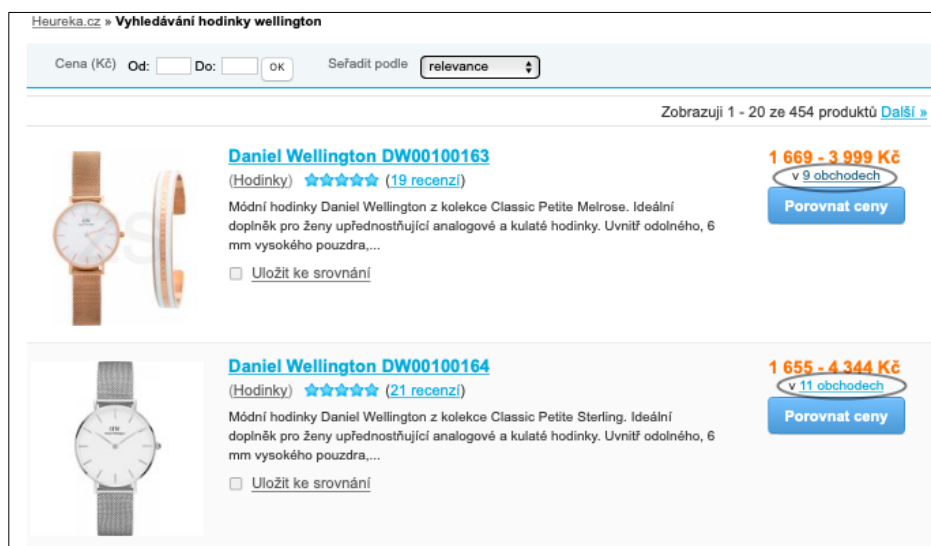 Heureka.cz » Vyhledávání hodinky wellington
Cena (Kč) Od: Do: OK Seřadit podle relevance
Zobrazuji 1 - 20 ze 454 produktů Další »
Daniel Wellington DW00100163
(Hodinky) (19 recenzí)
Módní hodinky Daniel Wellington z kolekce Classic Petite Melrose. Ideální
doplněk pro ženy upřednostňující analogové a kulaté hodinky. Uvnitř odolného, 6
mm vysokého pouzdra,...
Uložit ke srovnání
1 669 - 3 999 Kč
v 9 obchodech
Porovnat ceny
Daniel Wellington DW00100164
(Hodinky) (21 recenzí)
Módní hodinky Daniel Wellington z kolekce Classic Petite Sterling. Ideální
doplněk pro ženy upřednostňující analogové a kulaté hodinky. Uvnitř odolného, 6
mm vysokého pouzdra,...
Uložit ke srovnání
1 655 - 4 344 Kč
v 11 obchodech
Porovnat ceny